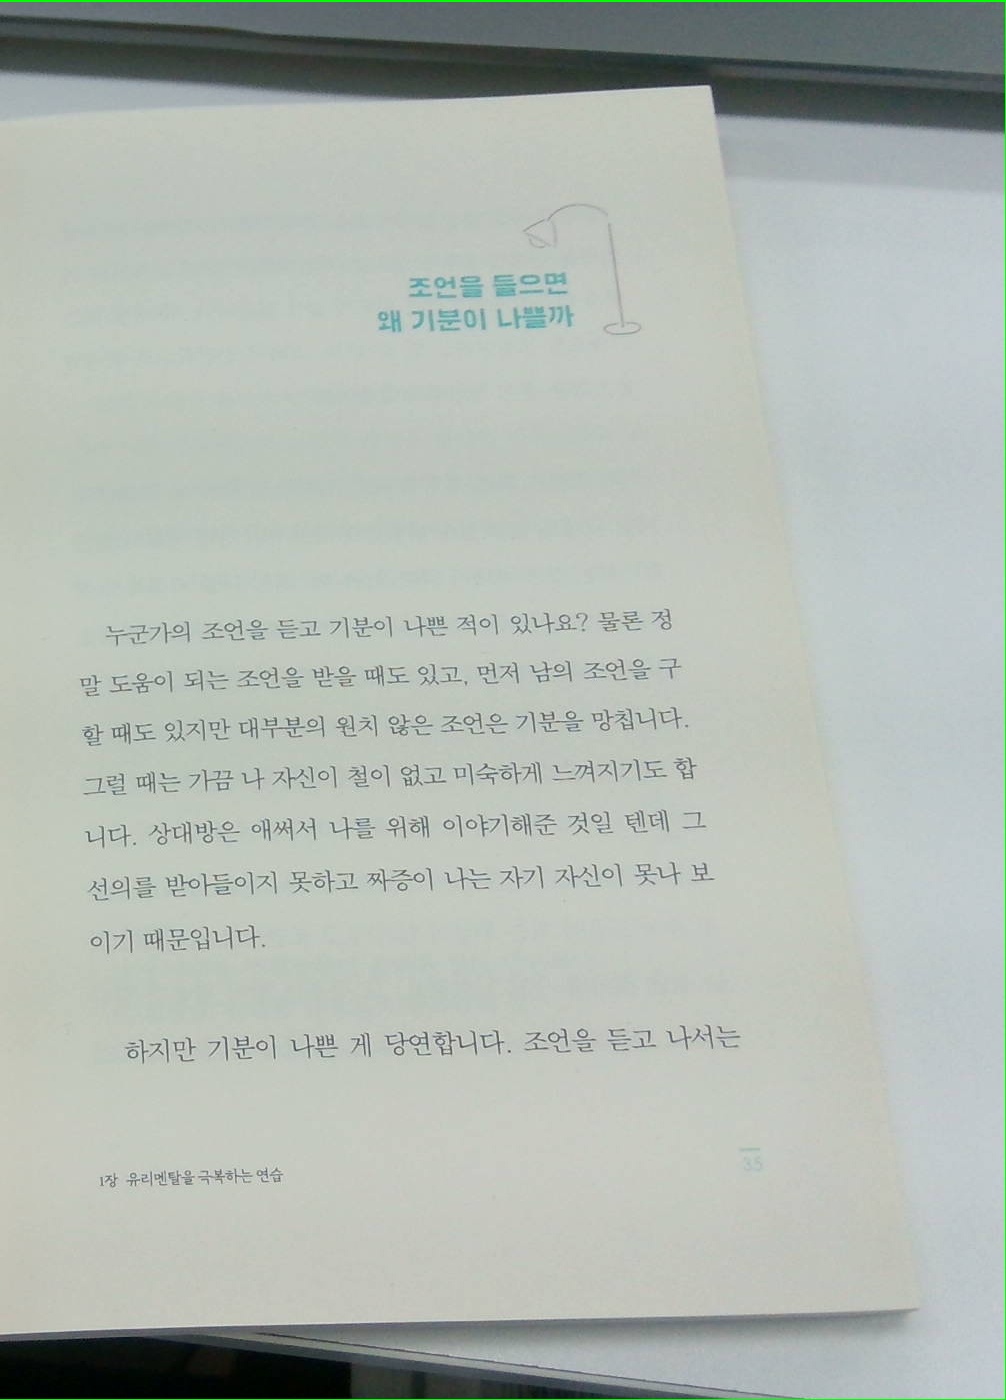 조언을 들으면
왜 기분이 나쁠까
누군가의 조언을 듣고 기분이 나쁜 적이 있나요? 물론 정
말 도움이 되는 조언을 받을 때도 있고, 먼저 남의 조언을 구
할 때도 있지만 대부분의 원치 않은 조언은 기분을 망칩니다.
그럴 때는 가끔 나 자신이 철이 없고 미숙하게 느껴지기도 합
니다. 상대방은 애써서 나를 위해 이야기해준 것일 텐데 그
선의를 받아들이지 못하고 짜증이 나는 자기 자신이 못나 보
이기 때문입니다.
하지만 기분이 나쁜 게 당연합니다. 조언을 듣고 나서는
1장 유리멘탈을 극복하는 연습
35